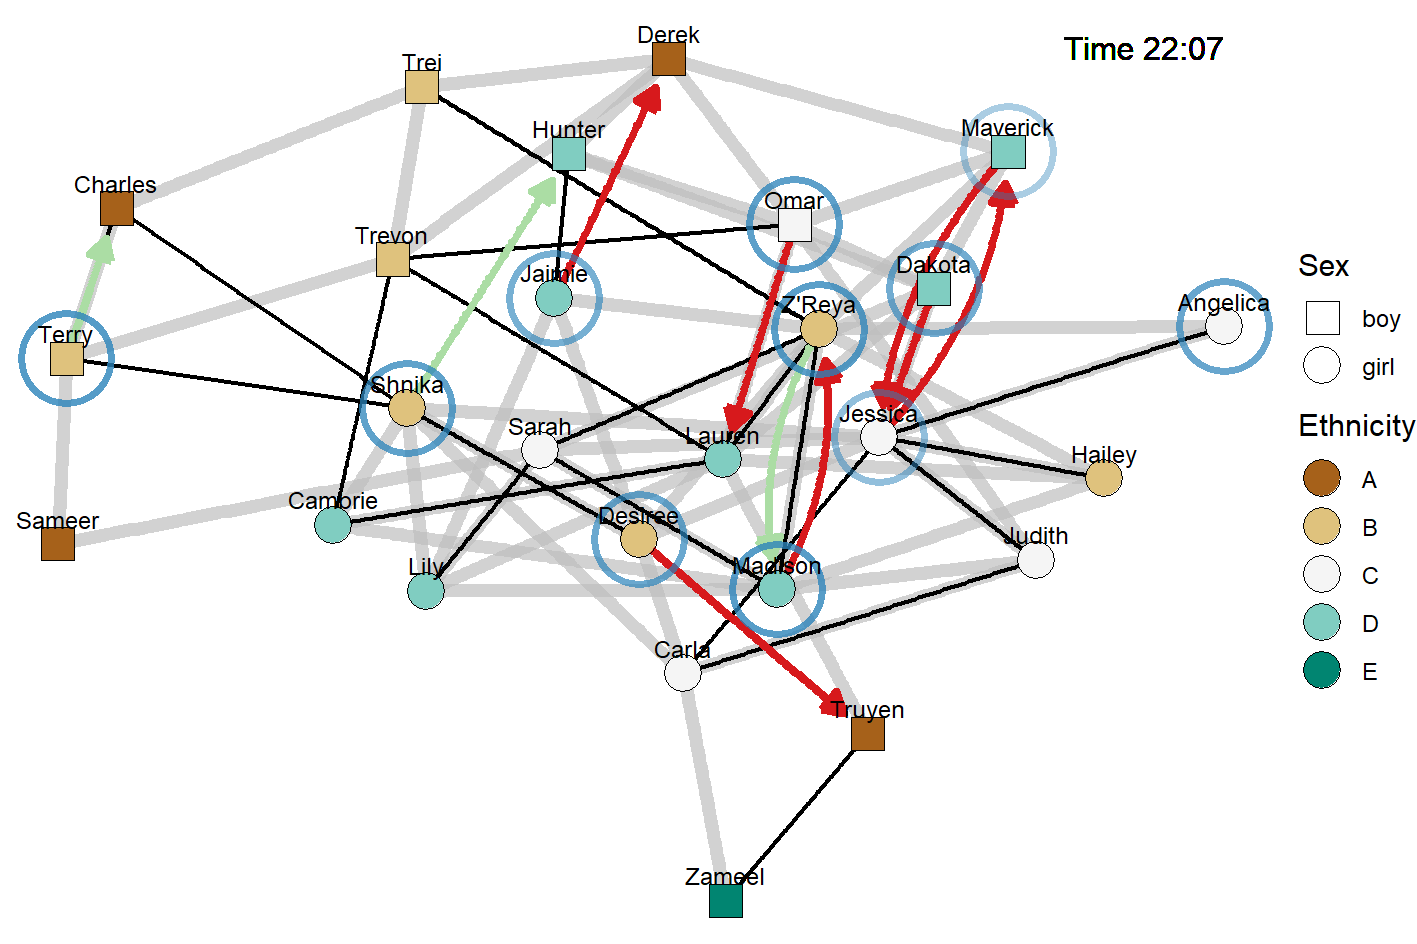 Derek
Time 22:07
Trei
Hunter
Maverick
Charles
Omar
Trevon
Dakota
Jaimie
Z'Reya
Angelica
Terry
Shnika
Jessica
Sarah
Lauren
Hailey
Cambrie
Desiree
Sameer
Judith
Lily
Madison
Carla
Truyen
Zameel
Sex
boy
girl
Ethnicity
A
B
C
D
E